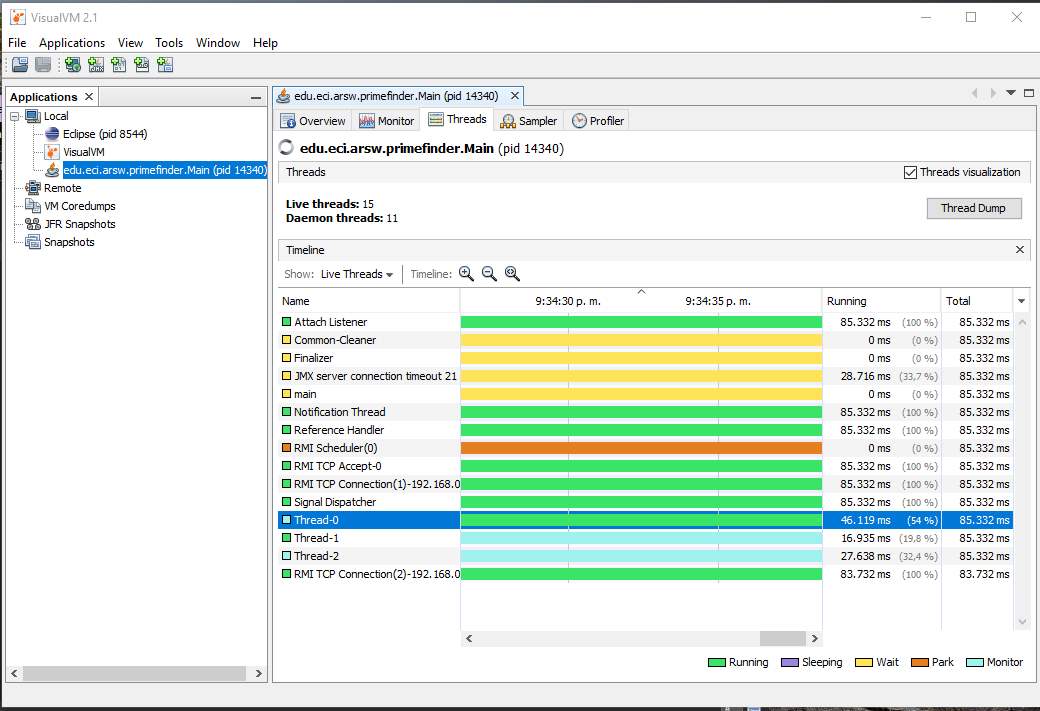 VisualVM 2.1
File Applications View Tools Window Help
Applications
Local
Eclipse (pid 8544)
VisualVM
edu.eci.arsw.primefinder.Main (pid 14340)
Remote
VM Coredumps
JFR Snapshots
Snapshots
edu.eci.arsw.primefinder.Main (pid 14340)
Overview Monitor Threads Sampler Profiler
edu.eci.arsw.primefinder.Main (pid 14340)
Threads Threads visualization
Live threads: 15
Daemon threads: 11
Thread Dump
Timeline
Show: Live Threads Timeline:
Name 9:34:30 p. m. 9:34:35 p. m. Running Total
Attach Listener 85.332 ms (100 %) 85.332 ms
Common-Cleaner 0 ms (0 %) 85.332 ms
Finalizer 0 ms (0 %) 85.332 ms
JMX server connection timeout 21 28.716 ms (33,7 %) 85.332 ms
main 0 ms (0 %) 85.332 ms
Notification Thread 85.332 ms (100 %) 85.332 ms
Reference Handler 85.332 ms (100 %) 85.332 ms
RMI Scheduler(0) 0 ms (0 %) 85.332 ms
RMI TCP Accept-0 85.332 ms (100 %) 85.332 ms
RMI TCP Connection(1)-192.168.0 85.332 ms (100 %) 85.332 ms
Signal Dispatcher 85.332 ms (100 %) 85.332 ms
Thread-0 46.119 ms (54 %) 85.332 ms
Thread-1 16.935 ms (19,8 %) 85.332 ms
Thread-2 27.638 ms (32,4 %) 85.332 ms
RMI TCP Connection(2)-192.168.0 83.732 ms (100 %) 83.732 ms
Running Sleeping Wait Park Monitor